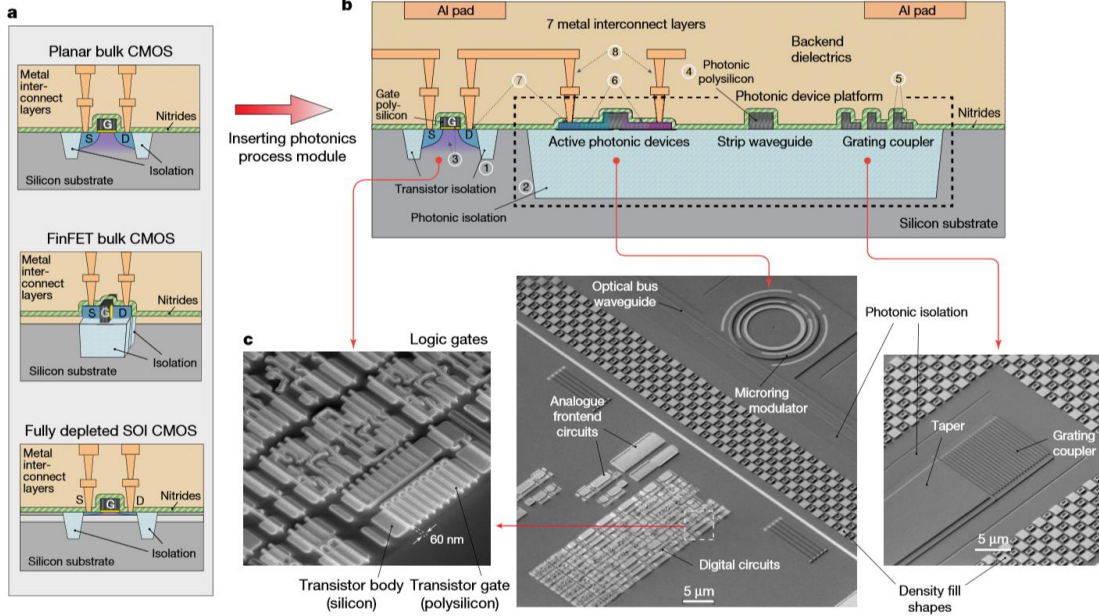 a
Planar bulk CMOS
Metal
inter-
connect
layers
G
S
D
Nitrides
Isolation
Silicon substrate
FinFET bulk CMOS
Metal
inter-
connect
layers
S
G
D
Nitrides
Isolation
Silicon substrate
Fully depleted SOI CMOS
Metal
inter-
connect
layers
S
G
D
Nitrides
Isolation
Silicon substrate
Inserting photonics
process module
b
Al pad
Al pad
7 metal interconnect layers
Backend
dielectrics
8
4
Photonic
polysilicon
5
7
6
Photonic device platform
Gate
poly-
silicon
G
S
D
3
1
Nitrides
Active photonic devices
Strip waveguide
Grating coupler
Transistor isolation
2
Photonic isolation
Silicon substrate
c
Logic gates
60 nm
Transistor body
(silicon)
Transistor gate
(polysilicon)
Optical bus
waveguide
Microring
modulator
Analogue
frontend
circuits
Digital circuits
5 μm
Photonic isolation
Taper
Grating
coupler
5 μm
Density fill
shapes